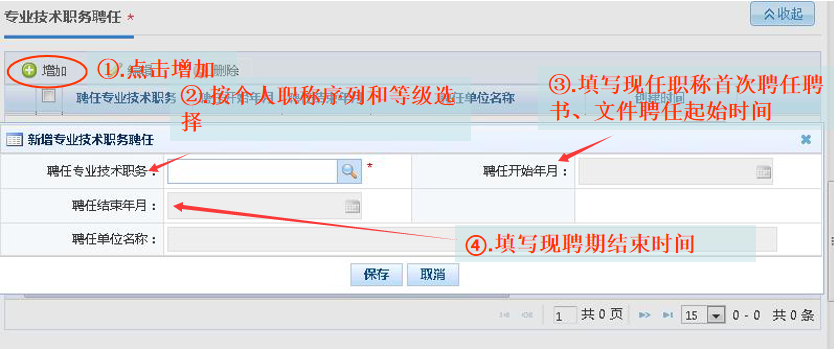 专业技术职务聘任 *
收起
增加
①.点击增加
删除
聘任专业技术职务
②.按个人职称序列和等级选
择
聘任单位名称
创建时间
③.填写现任职称首次聘任聘
书、文件聘任起始时间
新增专业技术职务聘任
聘任专业技术职务：
*
聘任开始年月：
聘任结束年月：
聘任单位名称：
④.填写现聘期结束时间
保存
取消
1
共 0 页
15
0 - 0
共 0 条